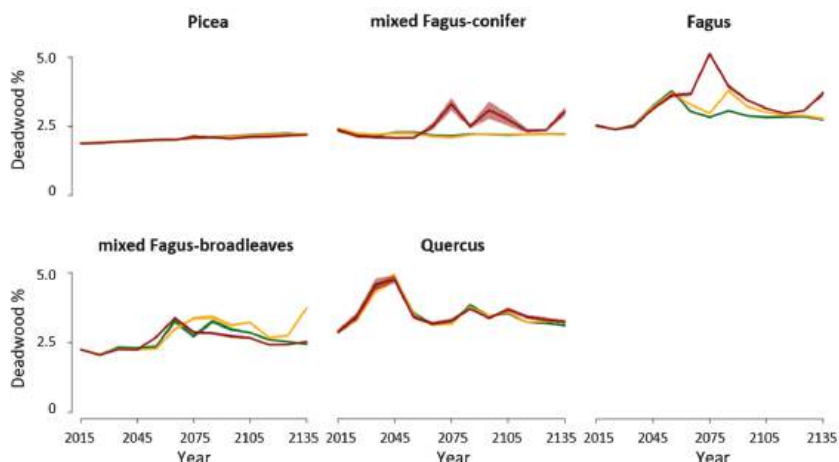 Picea
mixed Fagus-conifer
Fagus
Deadwood %
5.0
2.5
0
mixed Fagus-broadleaves
Quercus
Deadwood %
5.0
2.5
0
2015 2045 2075 2105 2135
2015 2045 2075 2105 2135
2015 2045 2075 2105 2135
Year
Year
Year